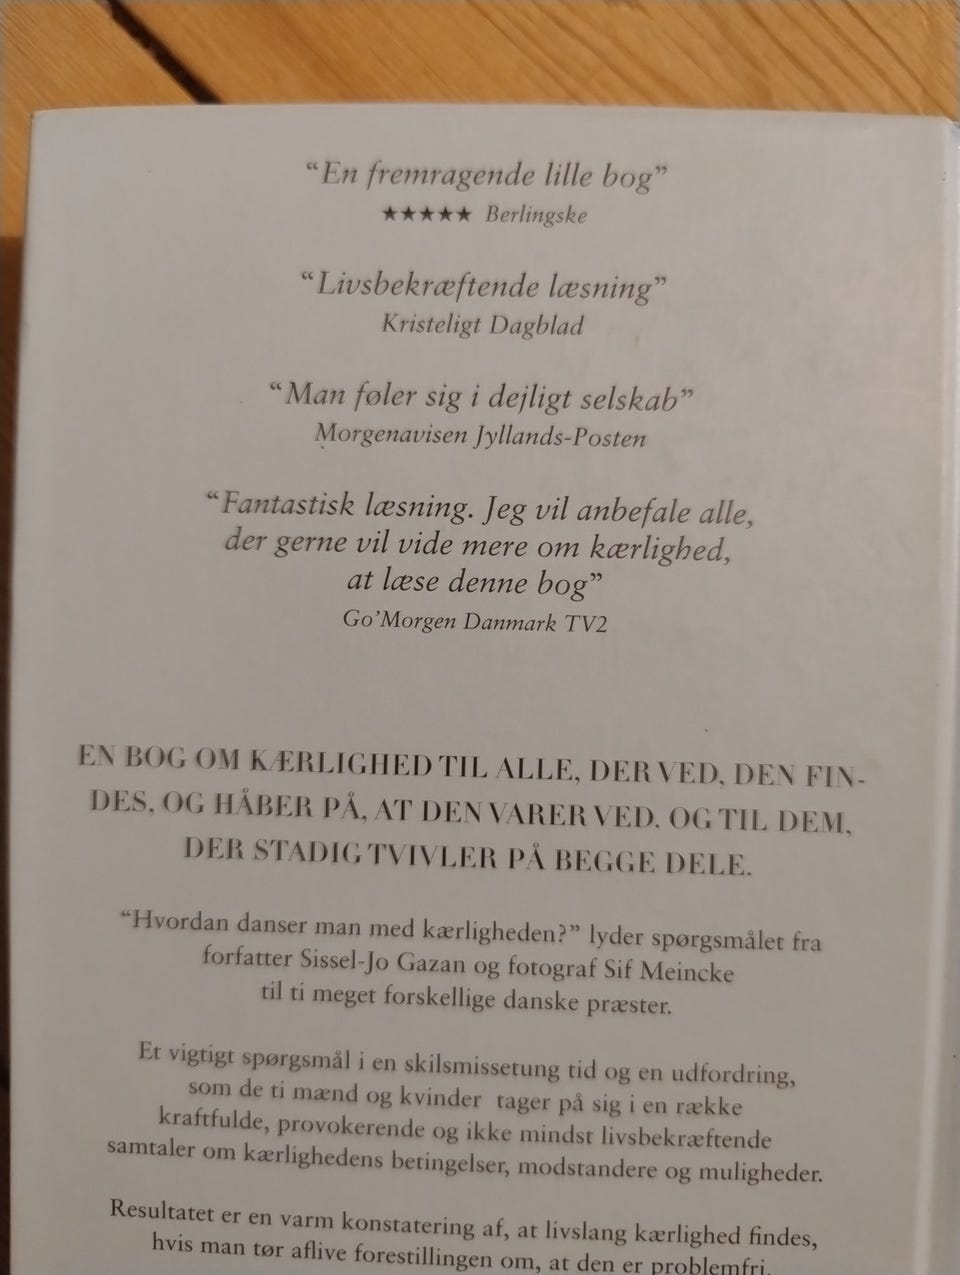 “En fremragende lille bog”
★★★★★ Berlingske
“Livsbekræftende læsning”
Kristeligt Dagblad
“Man føler sig i dejligt selskab”
Morgenavisen Jyllands-Posten
“Fantastisk læsning. Jeg vil anbefale alle,
der gerne vil vide mere om kærlighed,
at læse denne bog”
Go’Morgen Danmark TV2
EN BOG OM KÆRLIGHED TIL ALLE, DER VED, DEN FIN-
DES, OG HÅBER PÅ, AT DEN VARER VED. OG TIL DEM,
DER STADIG TVIVLER PÅ BEGGE DELE.
“Hvordan danser man med kærligheden?” lyder spørgsmålet fra
forfatter Sissel-Jo Gazan og fotograf Sif Meincke
til ti meget forskellige danske præster.
Et vigtigt spørgsmål i en skilsmissetung tid og en udfordring,
som de ti mænd og kvinder tager på sig i en række
kraftfulde, provokerende og ikke mindst livsbekræftende
samtaler om kærlighedens betingelser, modstandere og muligheder.
Resultatet er en varm konstatering af, at livslang kærlighed findes,
hvis man tør aflive forestillingen om, at den er problemfri.